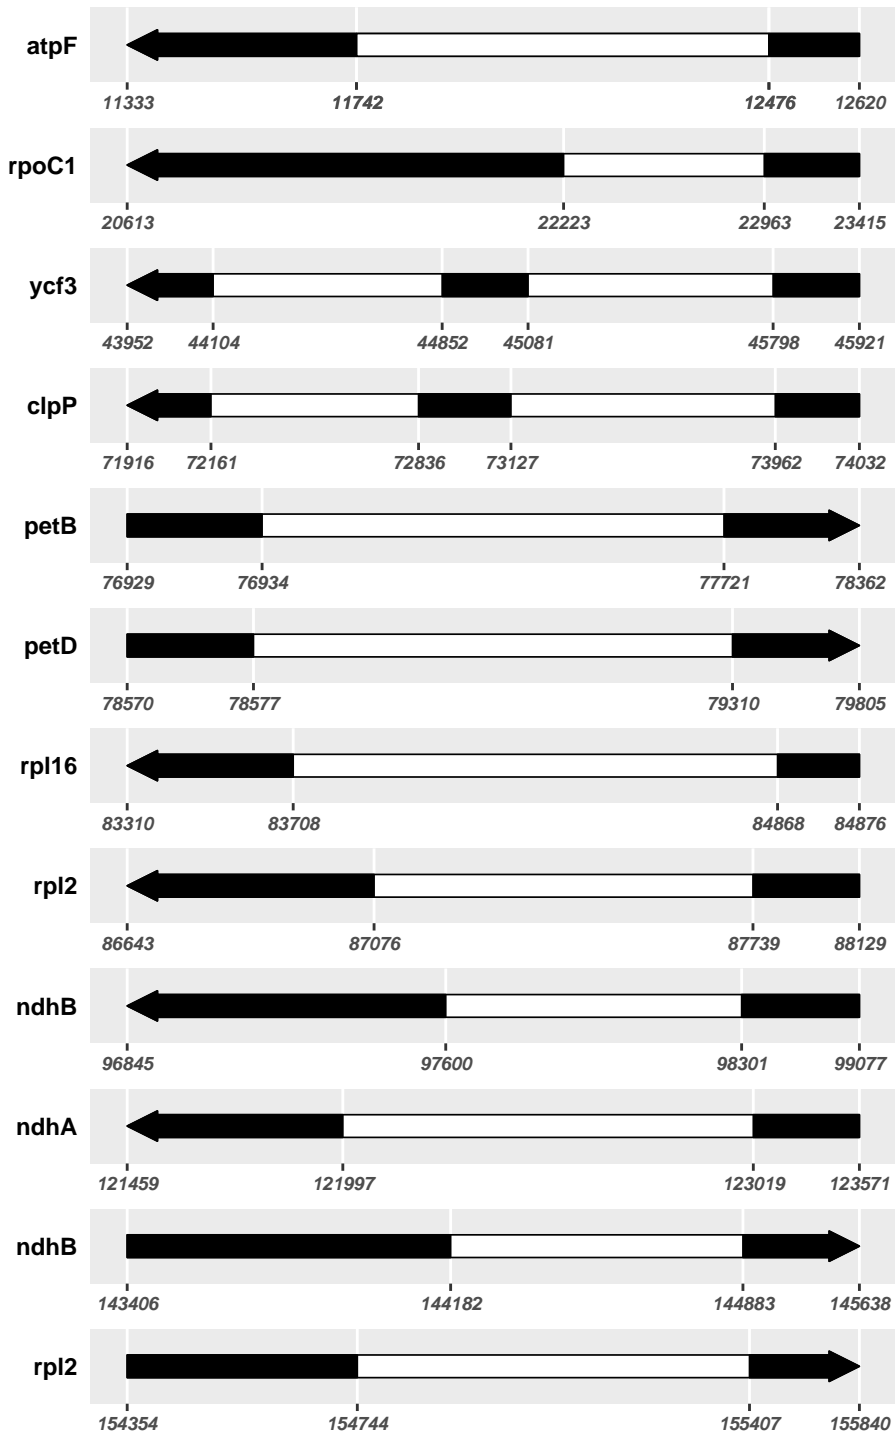 atpF
11333 11742 12476 12620
rpoC1
20613 22223 22963 23415
ycf3
43952 44104 44852 45081 45798 45921
clpP
71916 72161 72836 73127 73962 74032
petB
76929 76934 77721 78362
petD
78570 78577 79310 79805
rpl16
83310 83708 84868 84876
rpl2
86643 87076 87739 88129
ndhB
96845 97600 98301 99077
ndhA
121459 121997 123019 123571
ndhB
143406 144182 144883 145638
rpl2
154354 154744 155407 155840